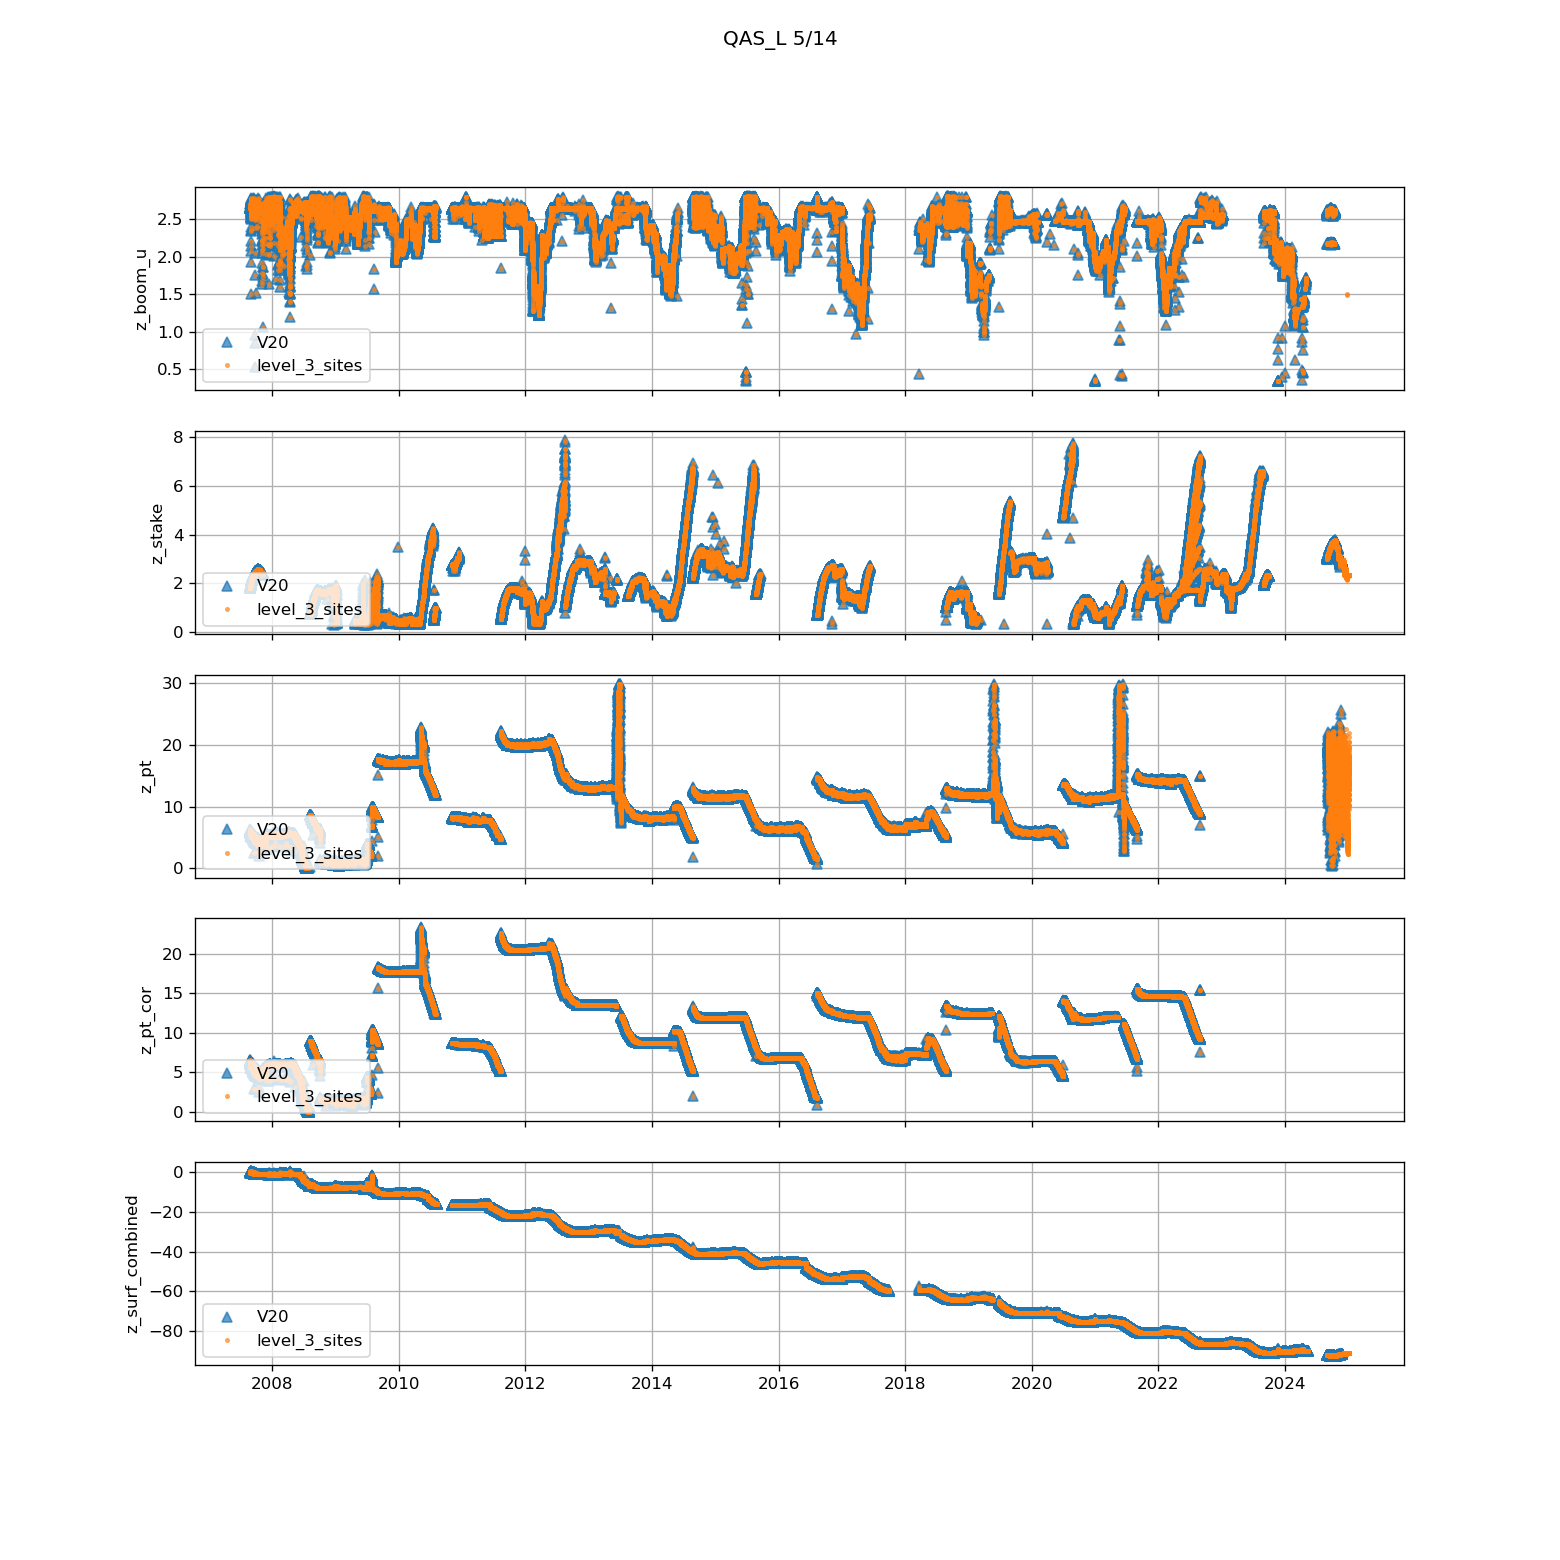 QAS_L 5/14
z_boom_u
2.5
2.0
1.5
1.0
0.5
V20
level_3_sites
z_stake
8
6
4
2
0
V20
level_3_sites
z_pt
30
20
10
0
V20
level_3_sites
z_pt_cor
20
15
10
5
0
V20
level_3_sites
z_surf_combined
0
−20
−40
−60
−80
V20
level_3_sites
2008 2010 2012 2014 2016 2018 2020 2022 2024